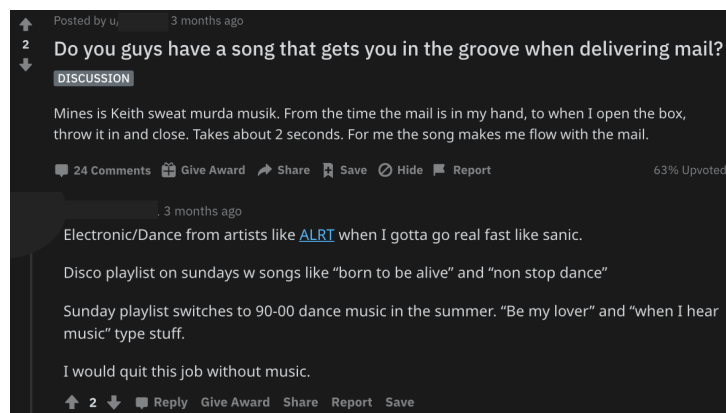 Posted by u/ 3 months ago
2
Do you guys have a song that gets you in the groove when delivering mail?
DISCUSSION
Mines is Keith sweat murda musik. From the time the mail is in my hand, to when I open the box,
throw it in and close. Takes about 2 seconds. For me the song makes me flow with the mail.
24 Comments Give Award Share Save Hide Report 63% Upvoted
. 3 months ago
Electronic/Dance from artists like ALRT when I gotta go real fast like sanic.
Disco playlist on sundays w songs like “born to be alive” and “non stop dance”
Sunday playlist switches to 90-00 dance music in the summer. “Be my lover” and “when I hear
music” type stuff.
I would quit this job without music.
2 Reply Give Award Share Report Save